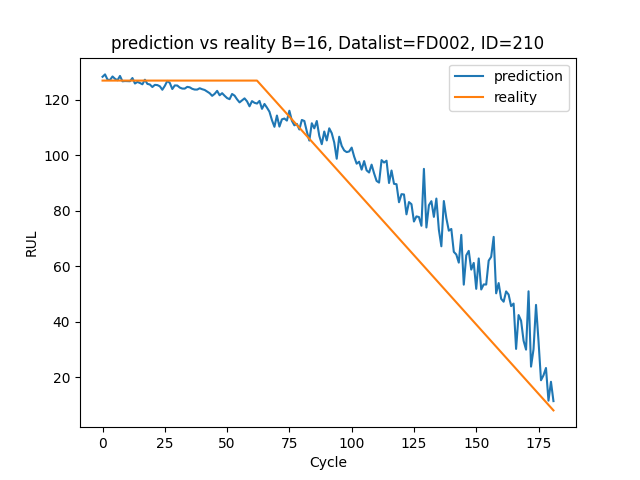 prediction vs reality B=16, Datalist=FD002, ID=210
prediction
reality
RUL
120
100
80
60
40
20
0 25 50 75 100 125 150 175
Cycle